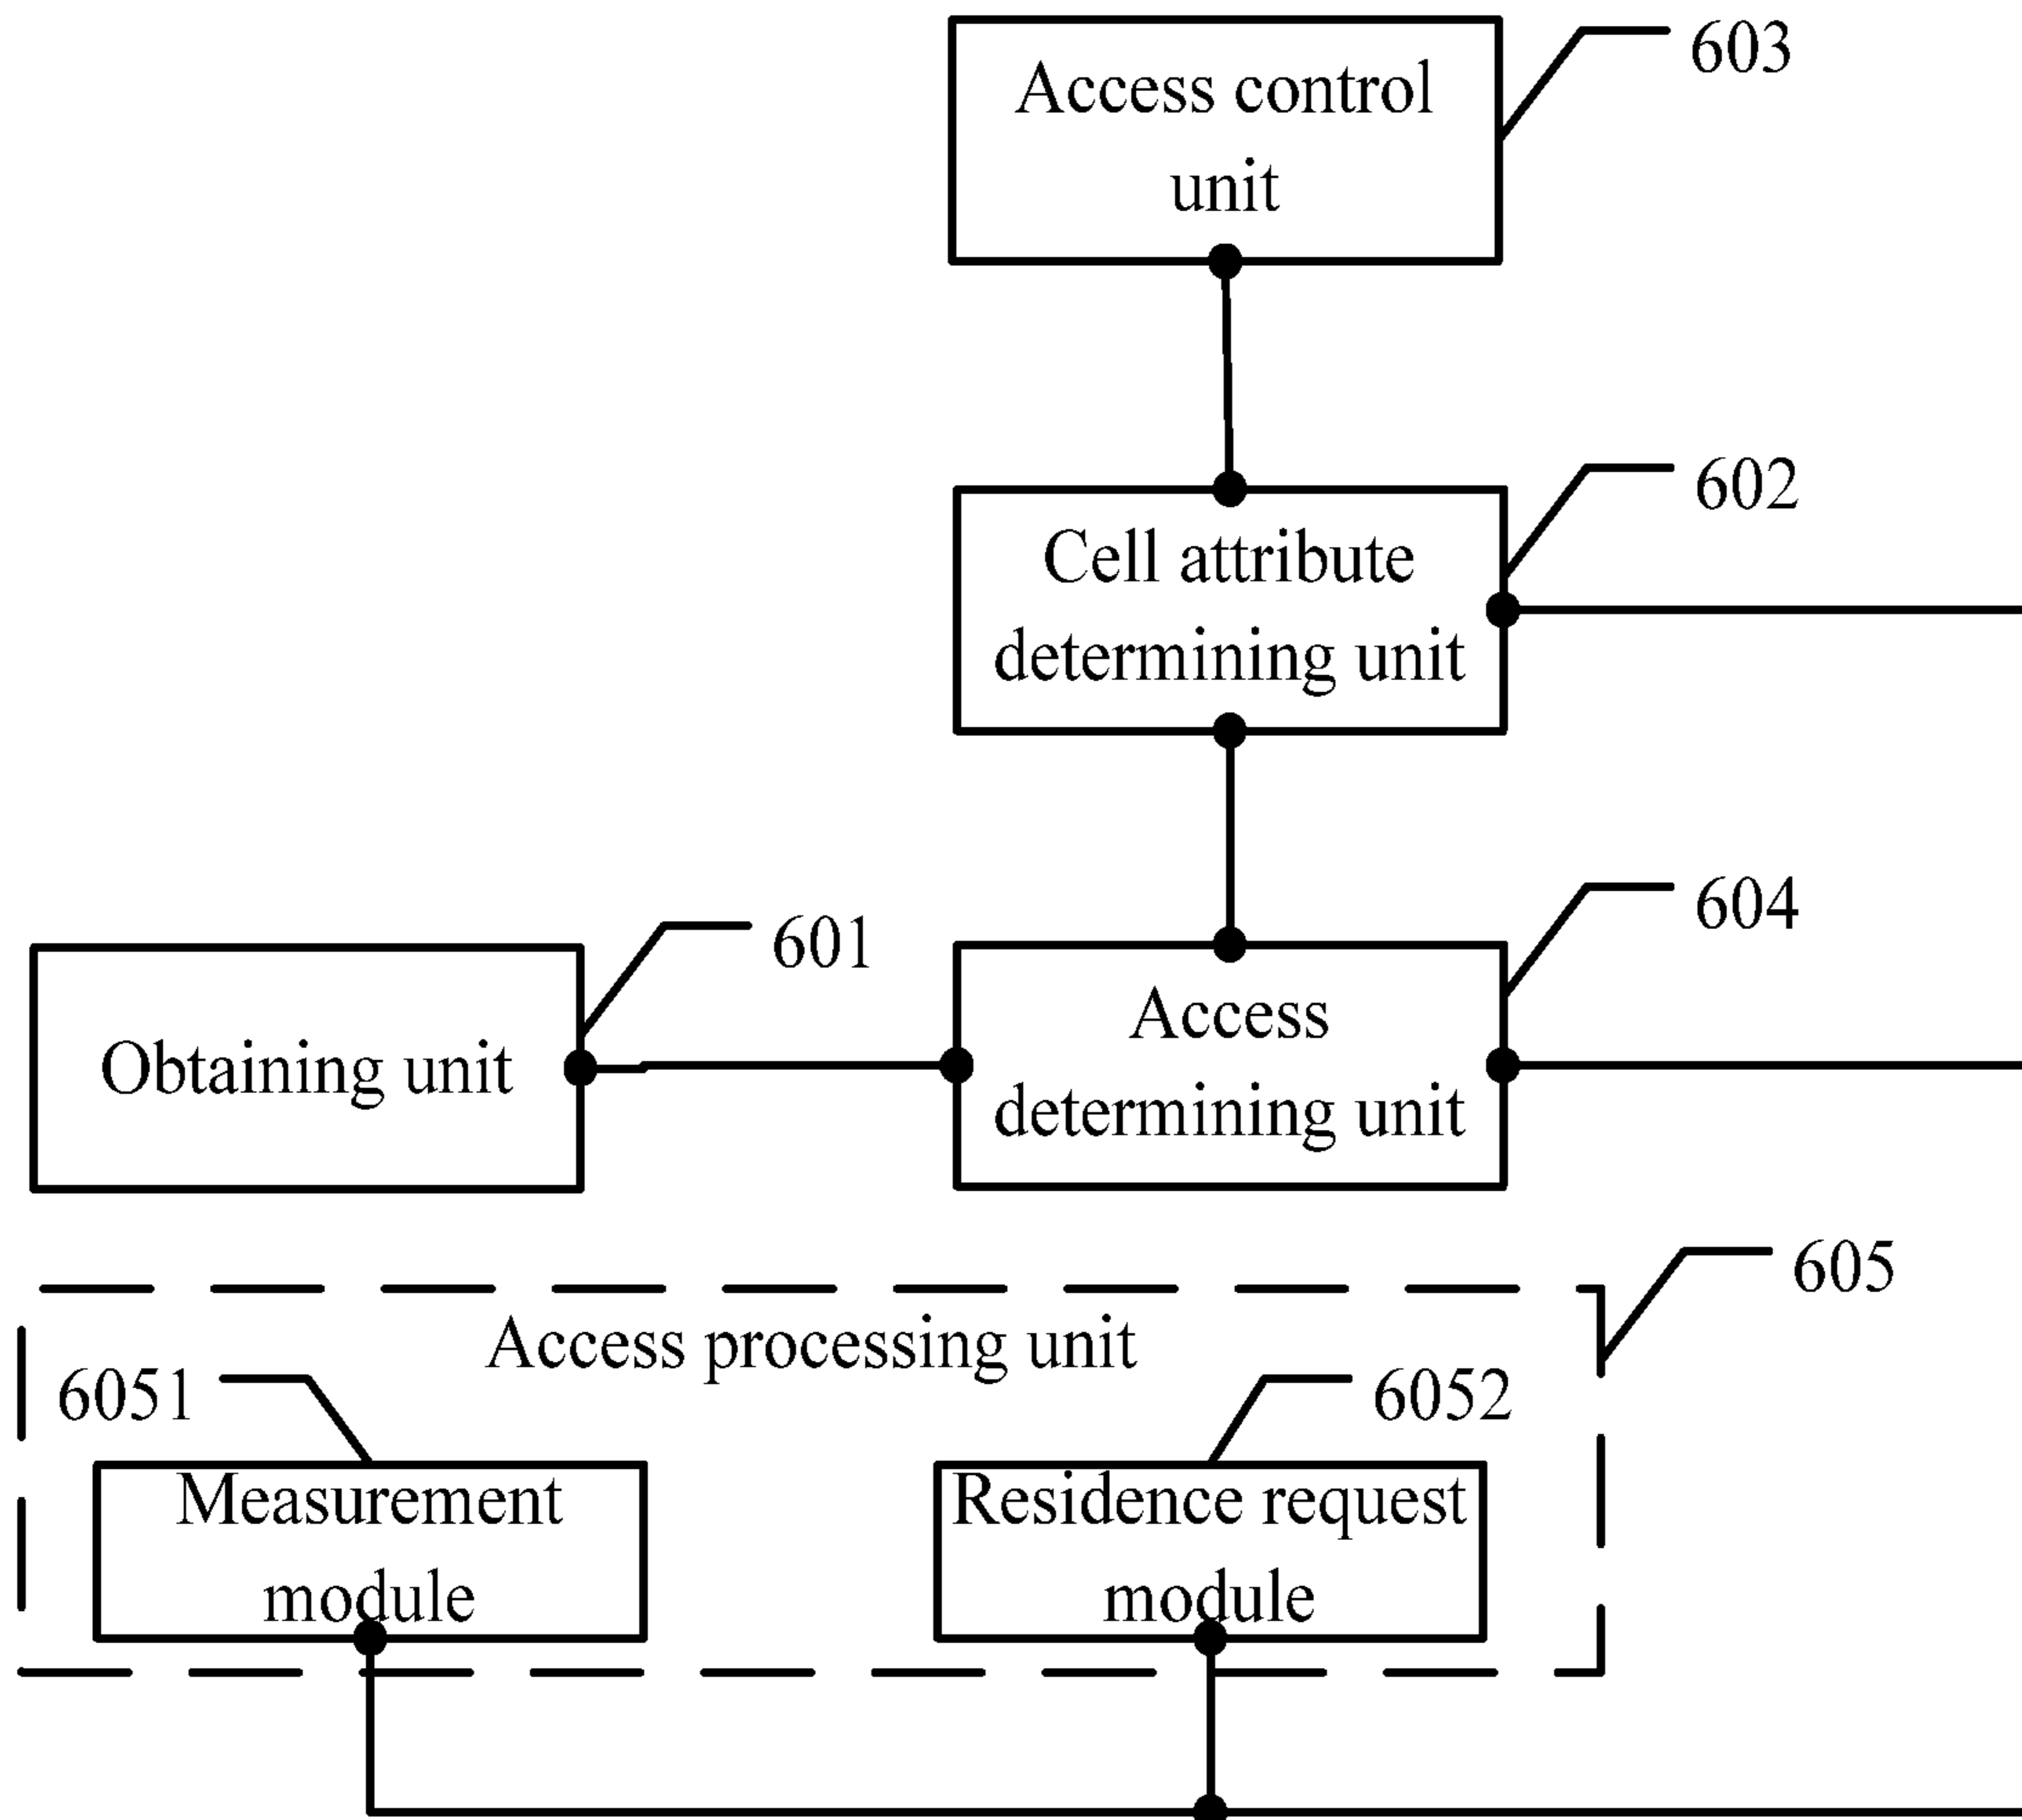 603
Access control
unit
602
Cell attribute
determining unit
604
601
Access
determining unit
Obtaining unit
605
Access processing unit
6051
6052
Measurement
module
Residence request
module